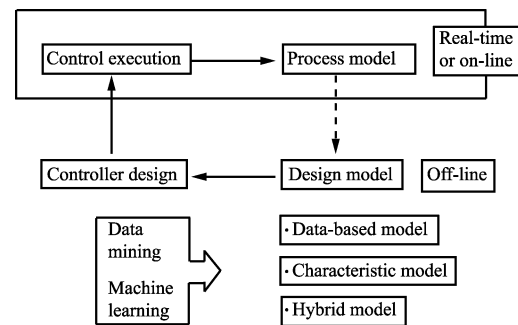 Control execution
Process model
Real-time
or on-line
Controller design
Design model
Off-line
Data
mining
Machine
learning
·Data-based model
·Characteristic model
·Hybrid model